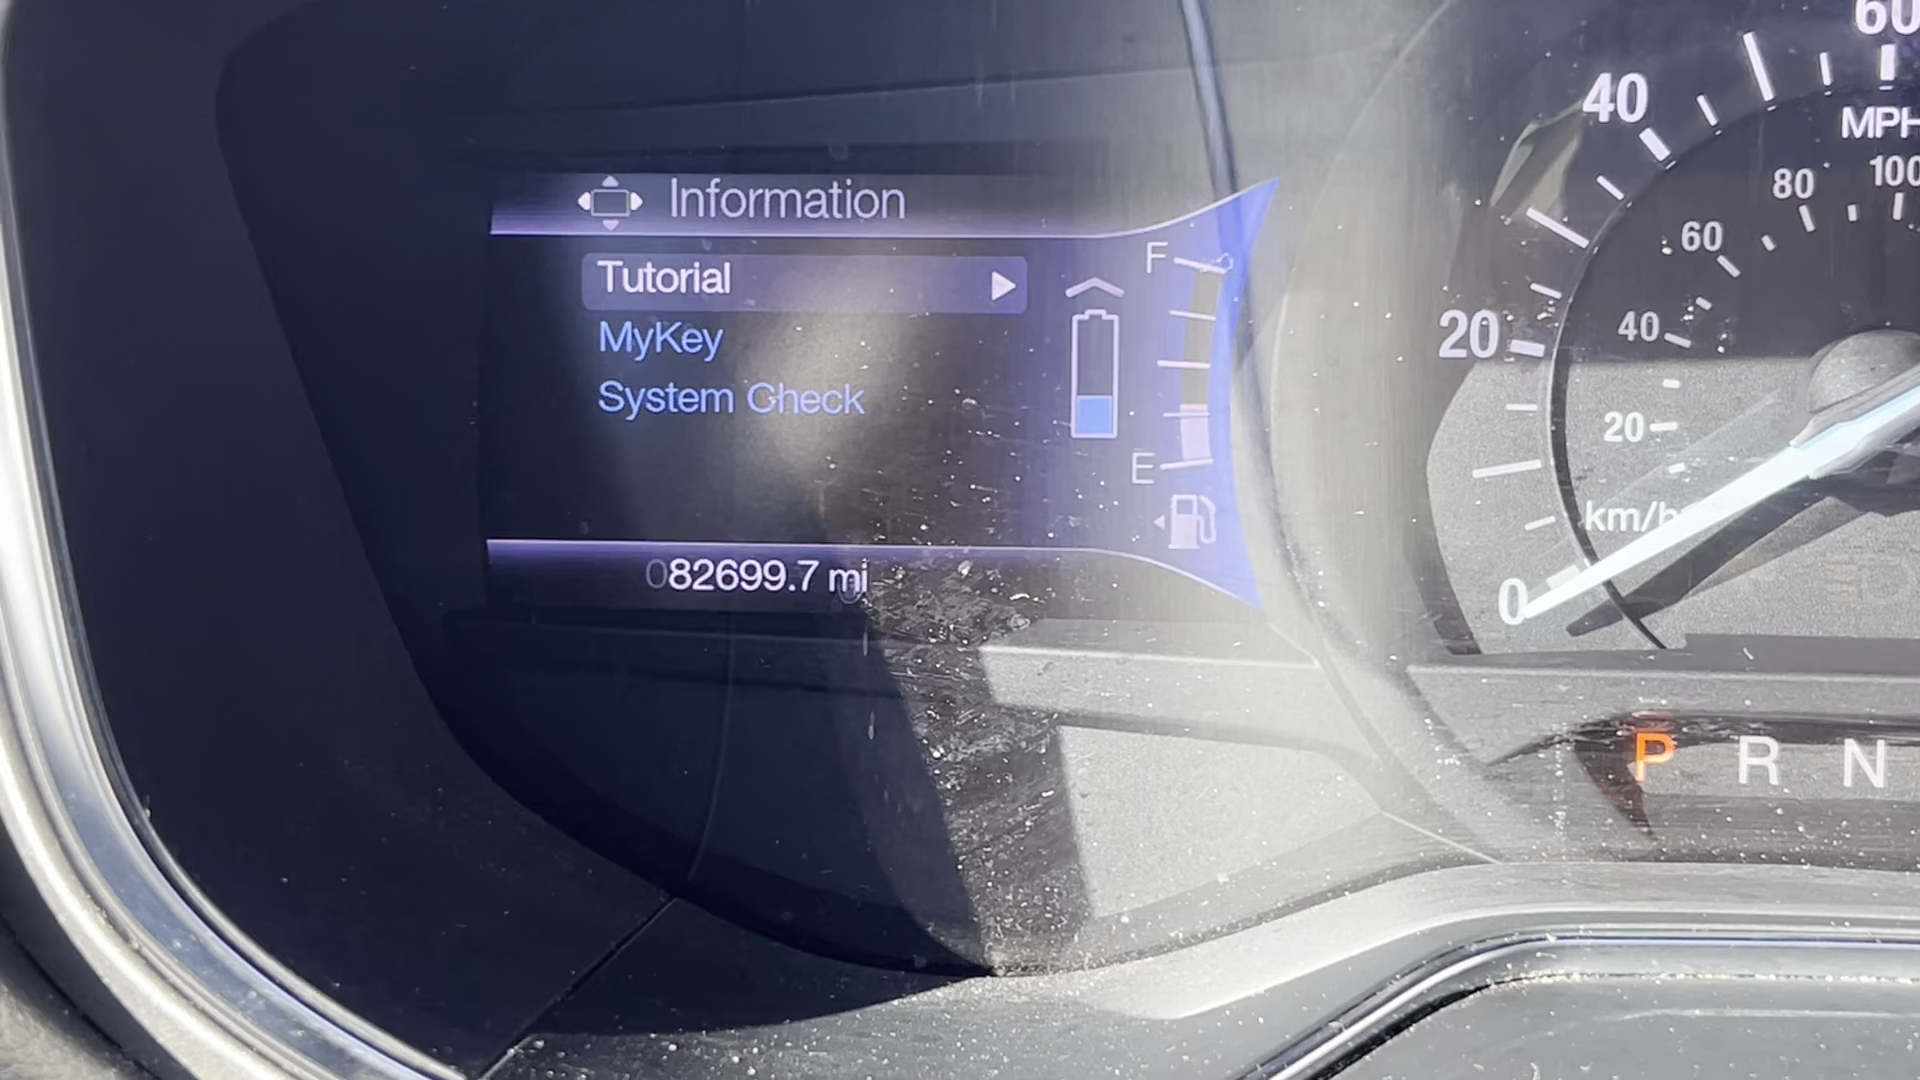 Information
Tutorial
MyKey
System Check
F
E
082699.7 mi
60
40
20
0
MPH
100
80
60
40
20
km/h
P R N